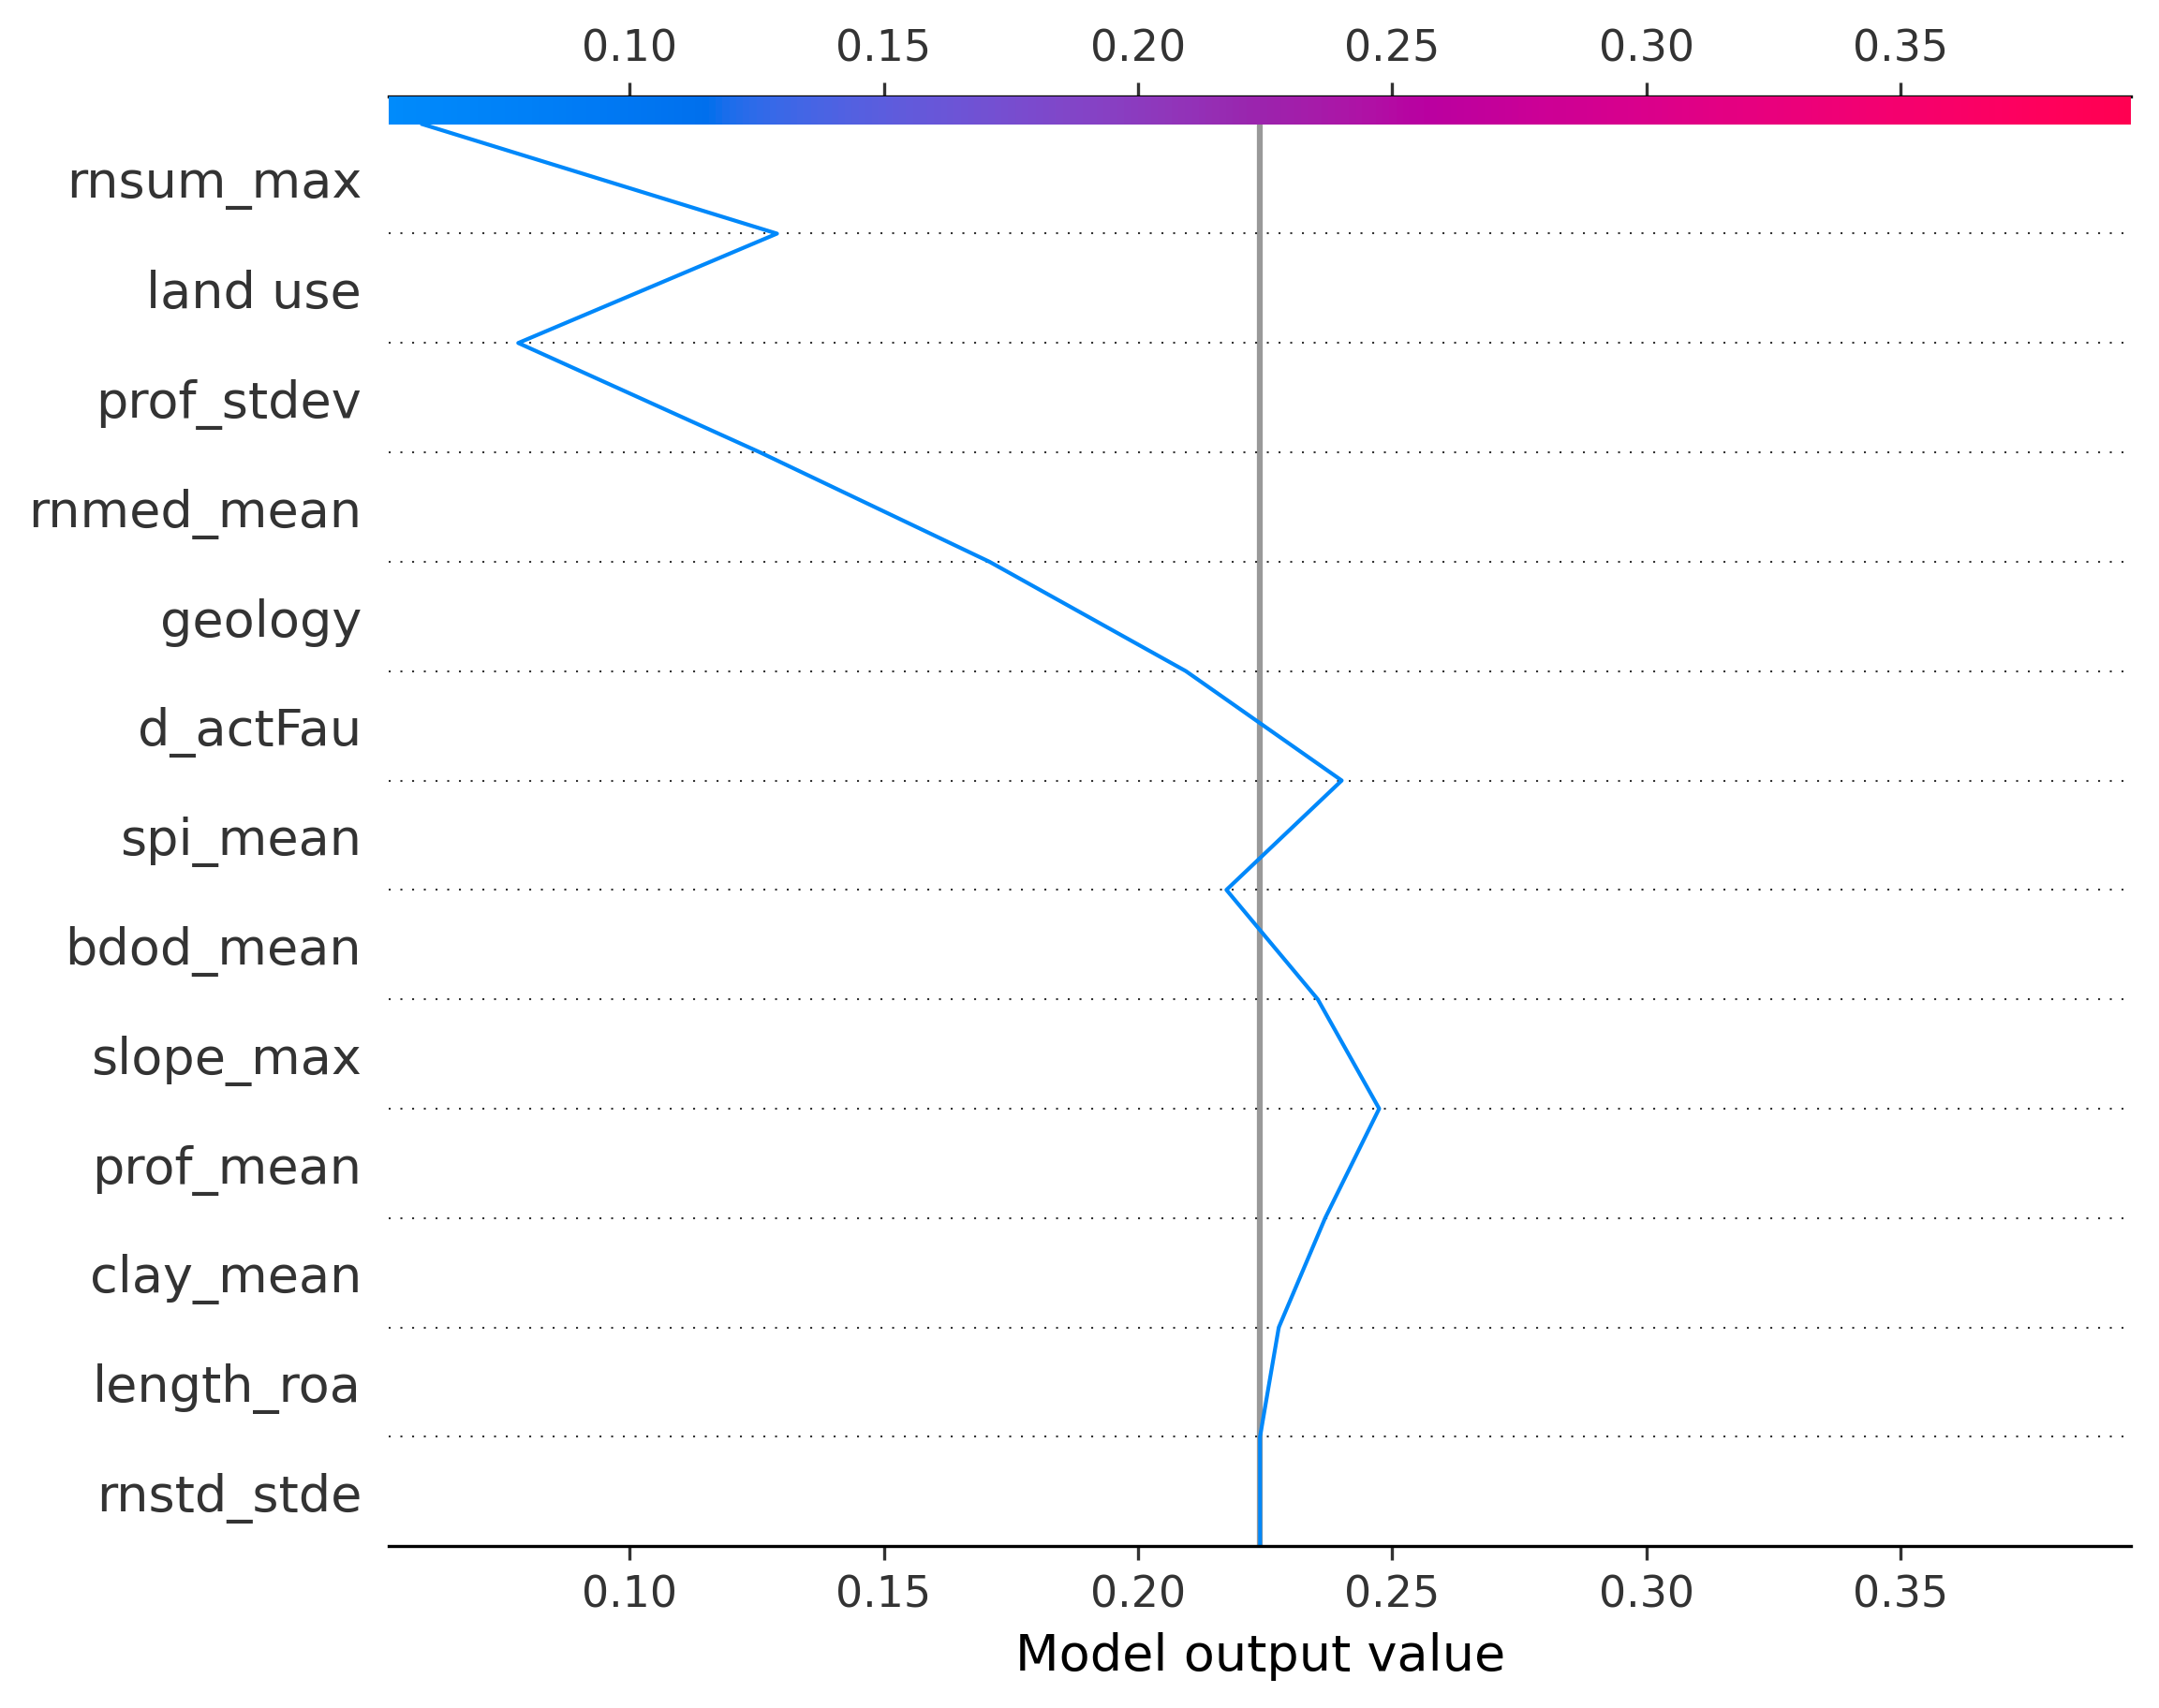 0.10 0.15 0.20 0.25 0.30 0.35
rnsum_max
land use
prof_stdev
rnmed_mean
geology
d_actFau
spi_mean
bdod_mean
slope_max
prof_mean
clay_mean
length_roa
rnstd_stde
0.10 0.15 0.20 0.25 0.30 0.35
Model output value